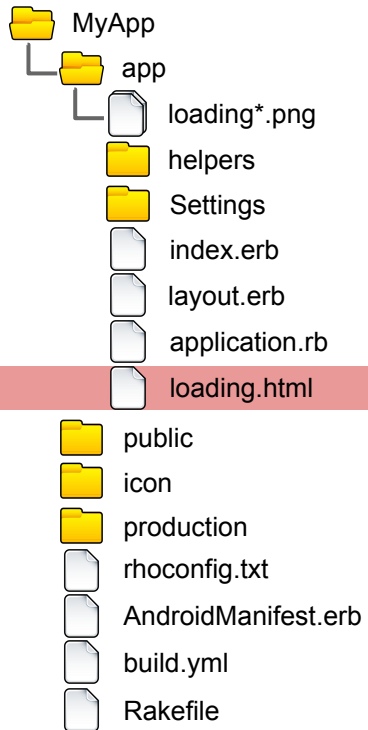 MyApp
app
loading*.png
helpers
Settings
index.erb
layout.erb
application.rb
loading.html
public
icon
production
rhoconfig.txt
AndroidManifest.erb
build.yml
Rakefile